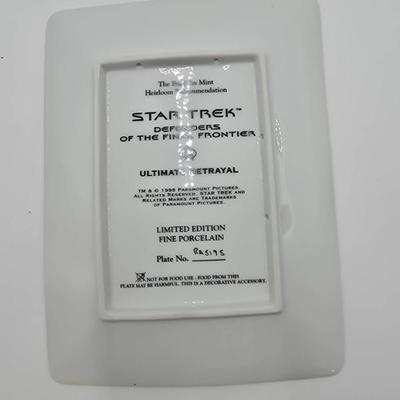 The Franklin Mint
Heirloom Recommendation
STAR TREK™
DEFENDERS
OF THE FINAL FRONTIER
ULTIMATE BETRAYAL
TM & © 1998 PARAMOUNT PICTURES.
ALL RIGHTS RESERVED. STAR TREK AND
RELATED MARKS ARE TRADEMARKS
OF PARAMOUNT PICTURES.
LIMITED EDITION
FINE PORCELAIN
Plate No.
NOT FOR FOOD USE - FOOD FROM THIS
PLATE MAY BE HARMFUL. THIS IS A DECORATIVE ACCESSORY.